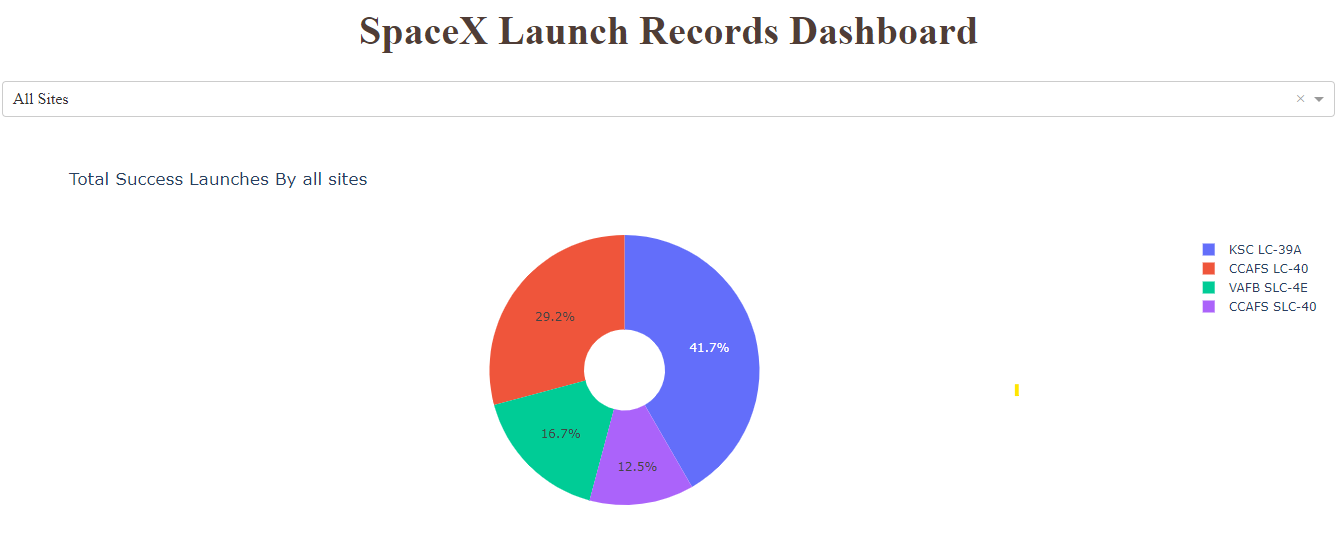 SpaceX Launch Records Dashboard
All Sites
Total Success Launches By all sites
KSC LC-39A
CCAFS LC-40
VAFB SLC-4E
CCAFS SLC-40
29.2%
41.7%
16.7%
12.5%